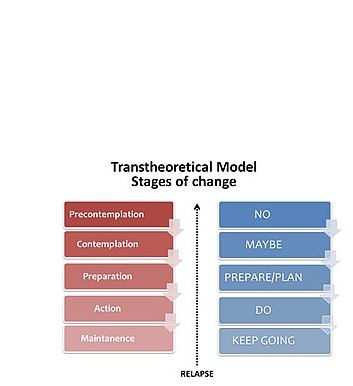 Transtheoretical Model
Stages of change
Precontemplation
NO
Contemplation
MAYBE
Preparation
PREPARE/PLAN
Action
DO
Maintanence
KEEP GOING
RELAPSE